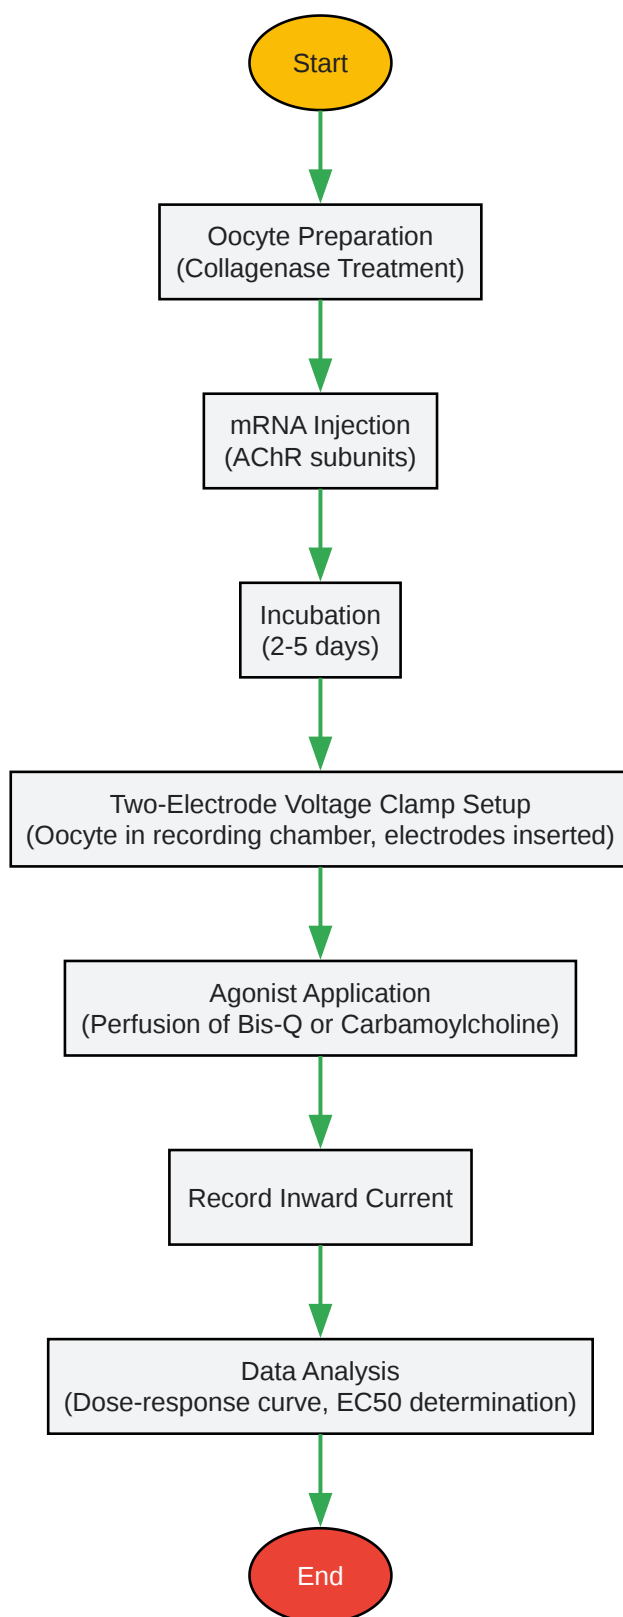 Start
Oocyte Preparation
(Collagenase Treatment)
mRNA Injection
(AChR subunits)
Incubation
(2-5 days)
Two-Electrode Voltage Clamp Setup
(Oocyte in recording chamber, electrodes inserted)
Agonist Application
(Perfusion of Bis-Q or Carbamoylcholine)
Record Inward Current
Data Analysis
(Dose-response curve, EC50 determination)
End